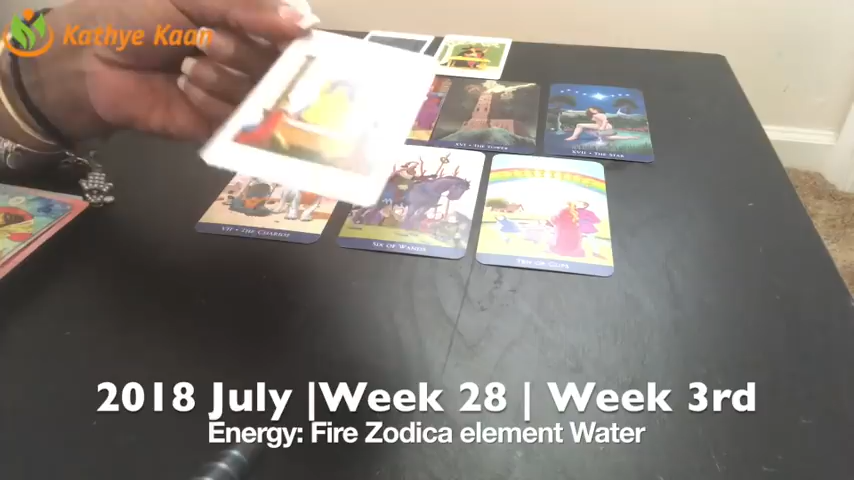 Kathye Kaan
XVI • THE TOWER
XVII • THE STAR
VII • THE CHARIOT
SIX OF WANDS
TEN OF CUPS
2018 July |Week 28 | Week 3rd
Energy: Fire Zodica element Water